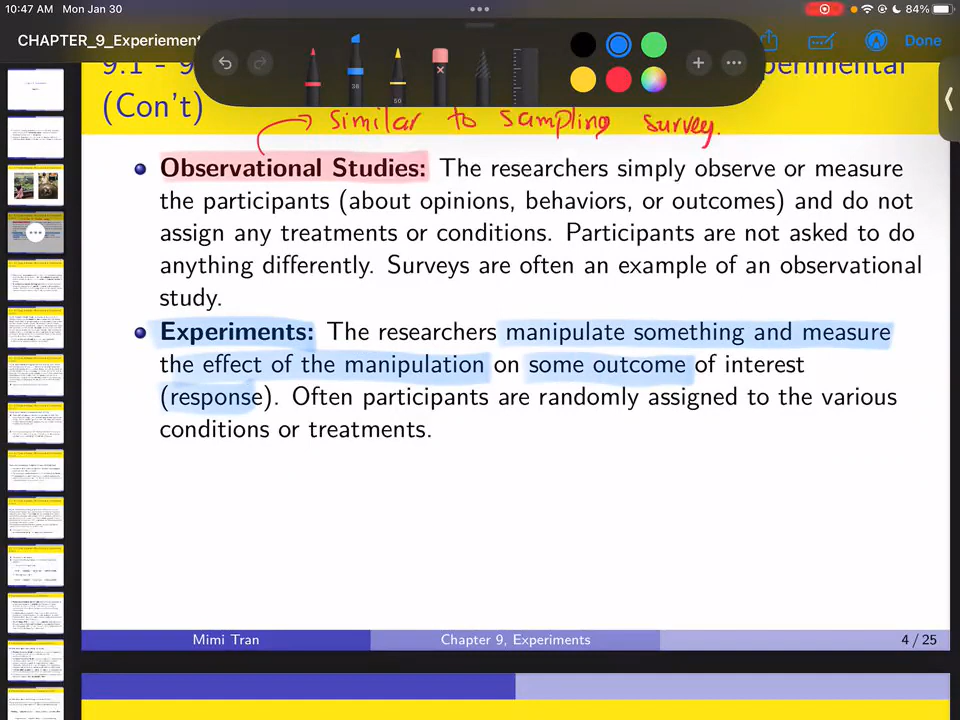 10:47 AM Mon Jan 30
84%
CHAPTER_9_Experiement
Done
36
50
9.1 - 9
(Con't)
Similar to sampling survey
Observational Studies: The researchers simply observe or measure
the participants (about opinions, behaviors, or outcomes) and do not
assign any treatments or conditions. Participants are not asked to do
anything differently. Surveys are often an example of an observational
study.
Experiments: The researchers manipulate something and measure
the effect of the manipulation on some outcome of interest
(response). Often participants are randomly assigned to the various
conditions or treatments.
Mimi Tran
Chapter 9, Experiments
4 / 25